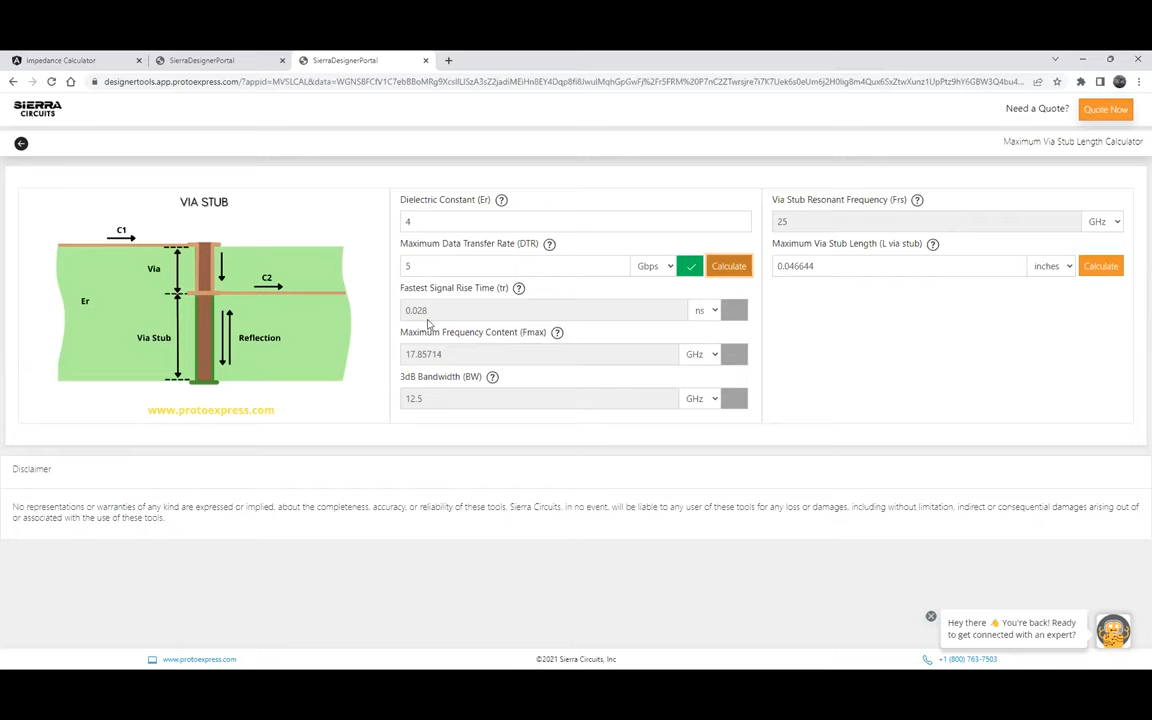 impedance Calculator
SierraDesignerPortal
SierraDesignerPortal
SIERRA
CIRCUITS
Need a Quote?
Quote Now
Maximum Via Stub Length Calculator
VIA STUB
C1
Via
C2
Er
Via Stub
Reflection
www.protoexpress.com
Dielectric Constant (Er) ?
4
Maximum Data Transfer Rate (DTR) ?
5 Gbps Calculate
Fastest Signal Rise Time (tr) ?
0.028 ns
Maximum Frequency Content (Fmax) ?
17.85714 GHz
3dB Bandwidth (BW) ?
12.5 GHz
Via Stub Resonant Frequency (Frs) ?
25 GHz
Maximum Via Stub Length (L via stub) ?
0.046644 inches Calculate
Disclaimer
No representations or warranties of any kind are expressed or implied, about the completeness, accuracy, or reliability of these tools. Sierra Circuits, in no event, will be liable to any user of these tools for any loss or damages, including without limitation, indirect or consequential damages arising out of
or associated with the use of these tools.
Hey there 👋 You're back! Ready
to get connected with an expert?
www.protoexpress.com
©2021 Sierra Circuits, Inc
+1 (800) 763-7503